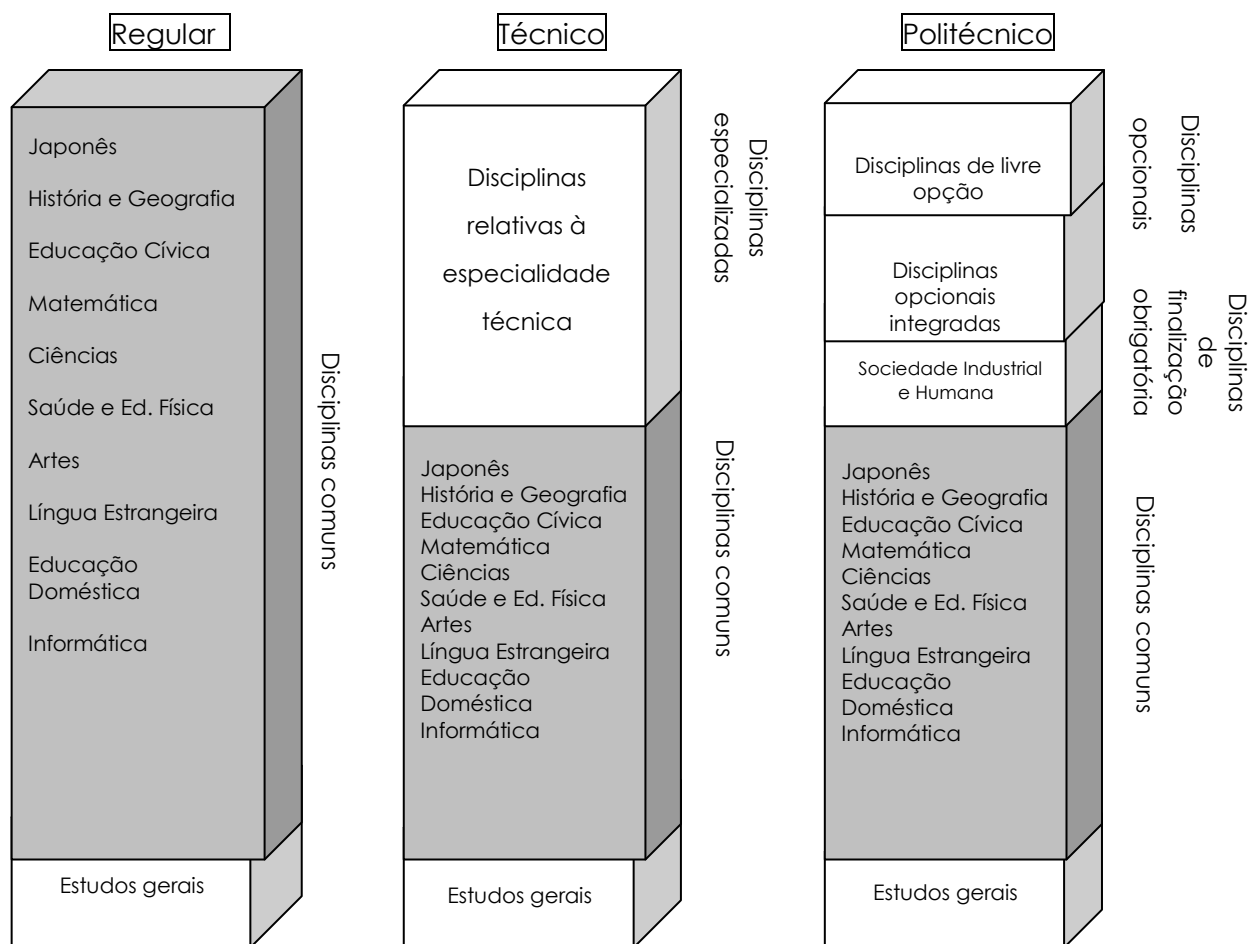 Regular
Técnico
Politécnico
Japonês
História e Geografia
Educação Cívica
Matemática
Ciências
Saúde e Ed. Física
Artes
Língua Estrangeira
Educação
Doméstica
Informática
Disciplinas comuns
Estudos gerais
Disciplinas
relativas à
especialidade
técnica
Disciplinas
especializadas
Japonês
História e Geografia
Educação Cívica
Matemática
Ciências
Saúde e Ed. Física
Artes
Língua Estrangeira
Educação
Doméstica
Informática
Disciplinas comuns
Estudos gerais
Disciplinas de livre
opção
Disciplinas
opcionais
Disciplinas
opcionais
integradas
Sociedade Industrial
e Humana
Disciplinas
de
finalização
obrigatória
Japonês
História e Geografia
Educação Cívica
Matemática
Ciências
Saúde e Ed. Física
Artes
Língua Estrangeira
Educação
Doméstica
Informática
Disciplinas comuns
Estudos gerais